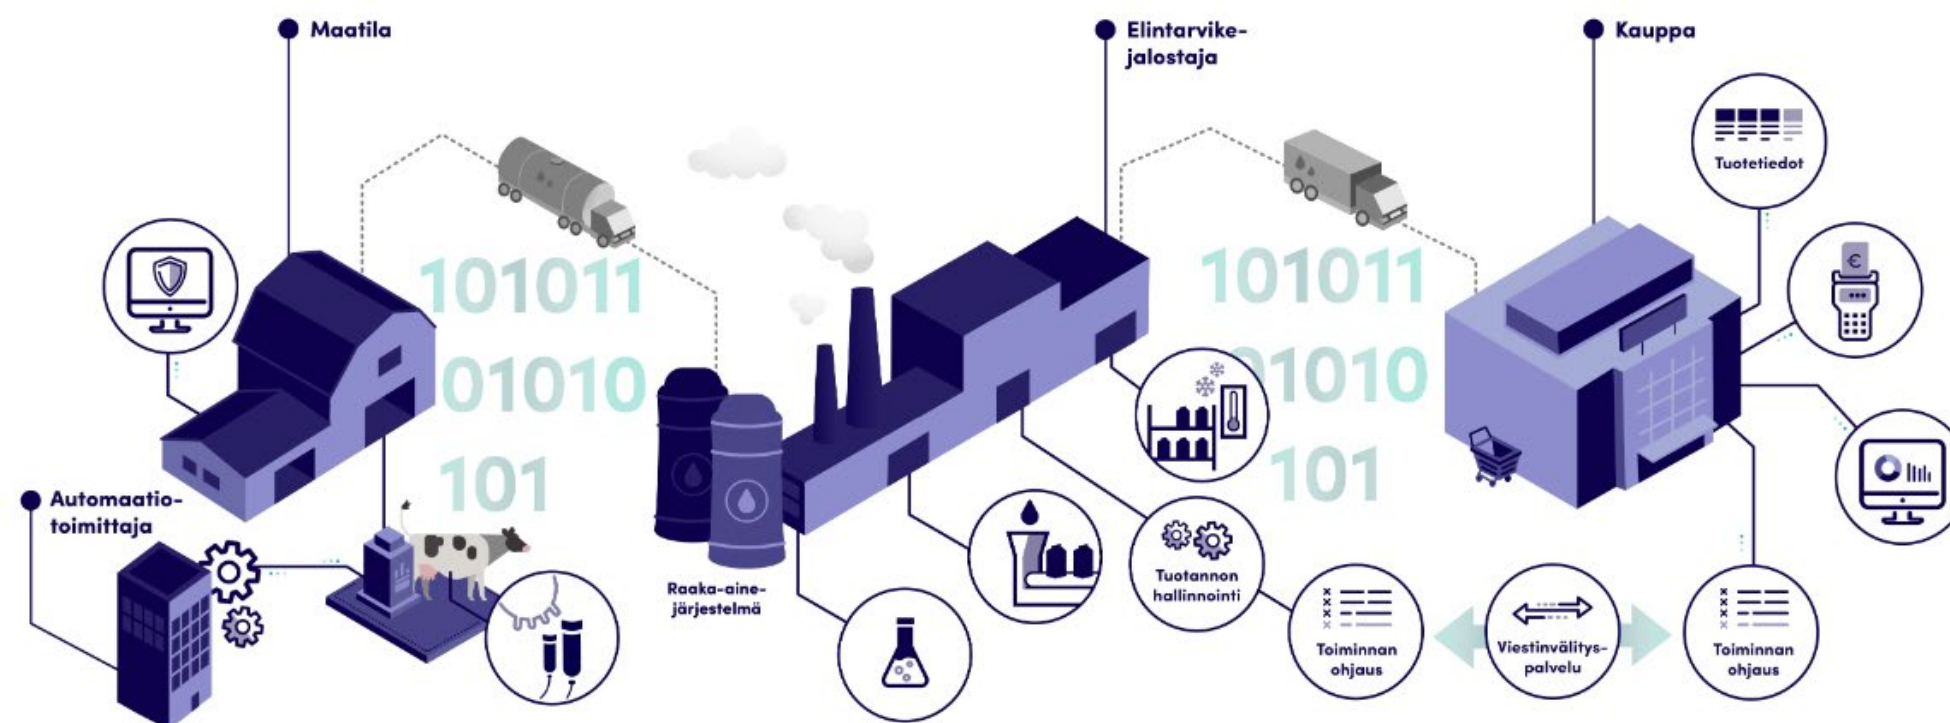 Maatila
Elintarvike-
jalostaja
Kauppa
Tuotetiedot
€
101011
01010
101
101011
01010
101
Automaatio-
toimittaja
Raaka-aine-
järjestelmä
Tuotannon
hallinnointi
Toiminnan
ohjaus
Viestinvälitys-
palvelu
Toiminnan
ohjaus